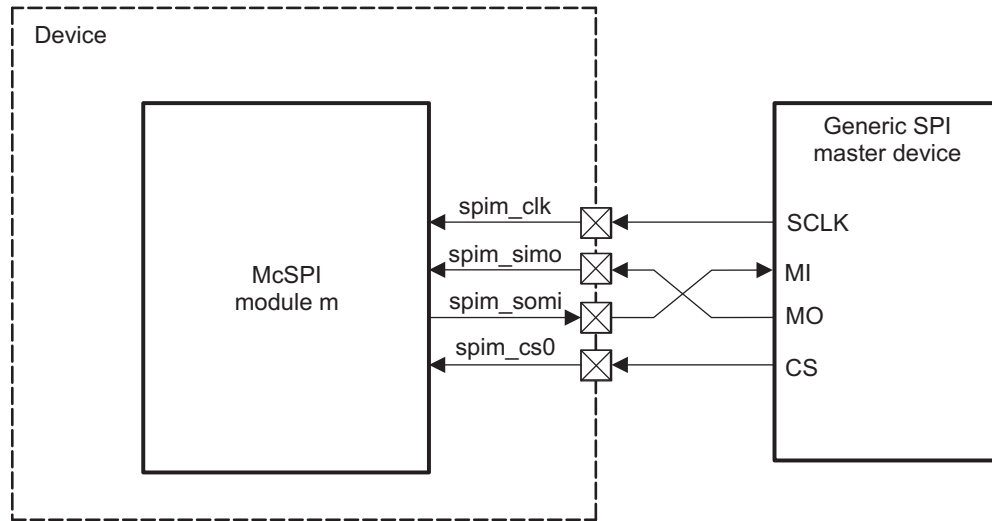 Device
Generic SPI
master device
McSPI
module m
spim_clk
spim_simo
spim_somi
spim_cs0
SCLK
MI
MO
CS